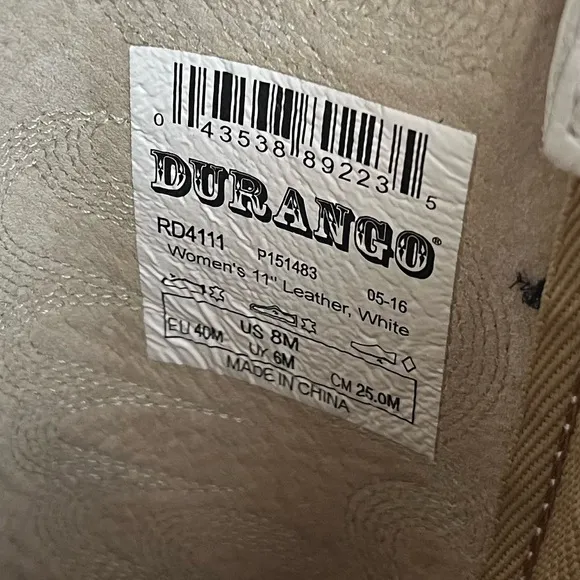 0 43538 89223 5
DURANGO®
RD4111 P151483 05-16
Women's 11" Leather, White
EU 40M US 8M UK 6M CM 25.0M
MADE IN CHINA